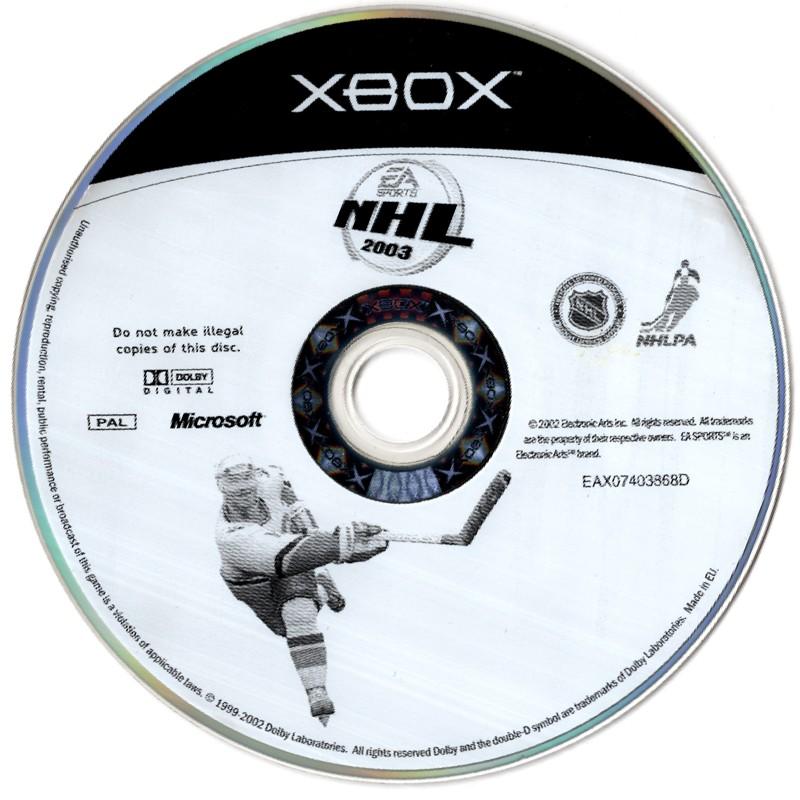 XBOX™
EA
SPORTS
NHL
2003
XBOX
NHL
NHLPA
Do not make illegal
copies of this disc.
DOLBY
DIGITAL
PAL
Microsoft
© 2002 Electronic Arts Inc. All rights reserved. All trademarks
are the property of their respective owners. EA SPORTS™ is an
Electronic Arts™ brand.
EAX07403868D
Unauthorised copying, reproduction, rental, public performance or broadcast of this game is a violation of applicable laws. © 1999-2002 Dolby Laboratories. All rights reserved Dolby and the double-D symbol are trademarks of Dolby Laboratories. Made in EU.